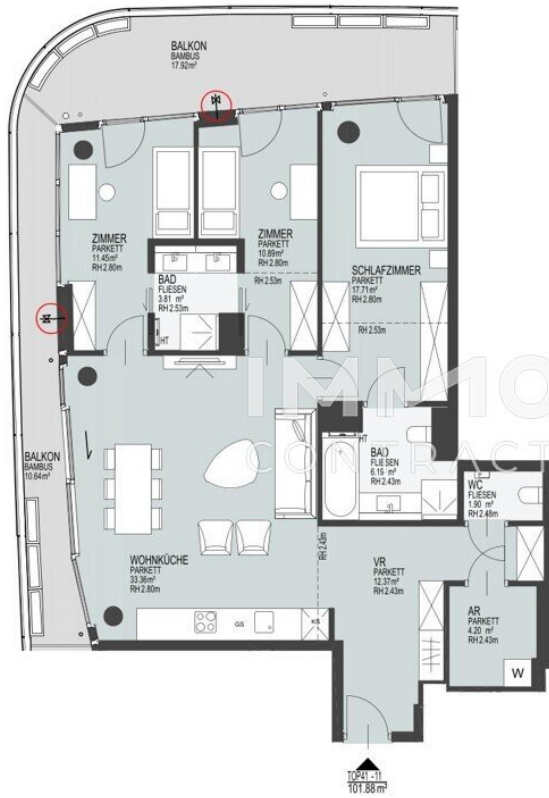 BALKON
BAMBUS
17.92m²
ZIMMER
PARKETT
11.45m²
RH 2.80m
BAD
FLIESEN
3.81 m²
RH 2.53m
HT
ZIMMER
PARKETT
10.89m²
RH 2.80m
RH 2.53m
SCHLAFZIMMER
PARKETT
17.71m²
RH 2.80m
RH 2.53m
IMMO
CONTRACT
HT
BAD
FLIESEN
6.19 m²
RH 2.43m
BALKON
BAMBUS
10.64m²
WC
FLIESEN
1.90 m²
RH 2.48m
WOHNKÜCHE
PARKETT
33.36m²
RH 2.80m
RH 2.43m
VR
PARKETT
12.37m²
RH 2.43m
AR
PARKETT
4.20 m²
RH 2.43m
GS
KS
W
TOP41 -11
101.88 m²